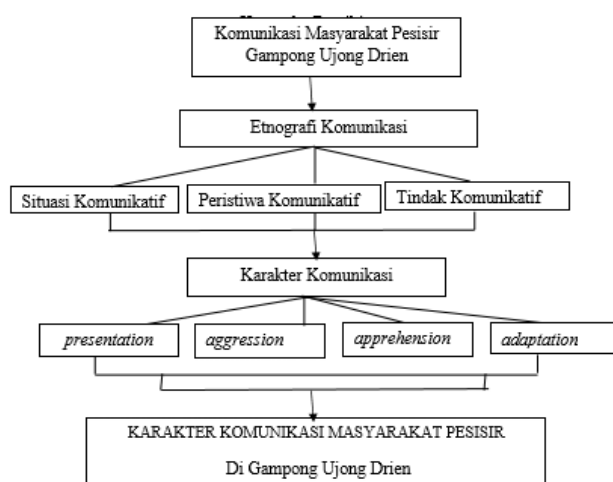 Komunikasi Masyarakat Pesisir
Gampong Ujong Drien
Etnografi Komunikasi
Situasi Komunikatif
Peristiwa Komunikatif
Tindak Komunikatif
Karakter Komunikasi
presentation
aggression
apprehension
adaptation
KARAKTER KOMUNIKASI MASYARAKAT PESISIR
Di Gampong Ujong Drien